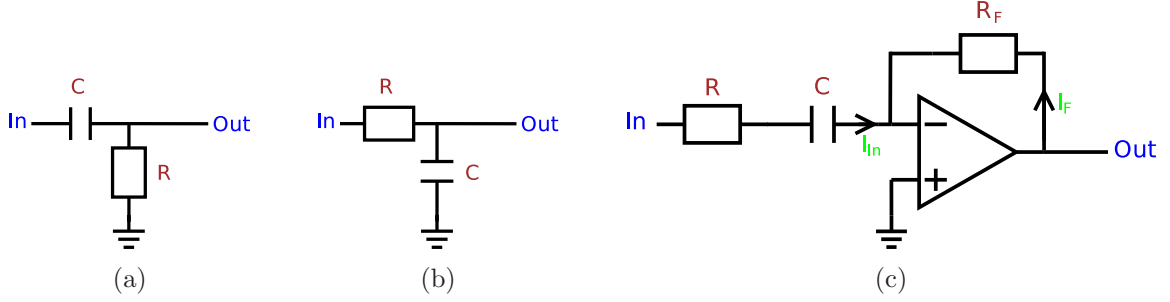 C
In
Out
R
(a)
R
In
Out
C
(b)
R_F
R
C
In
I_In
I_F
−
+
Out
(c)